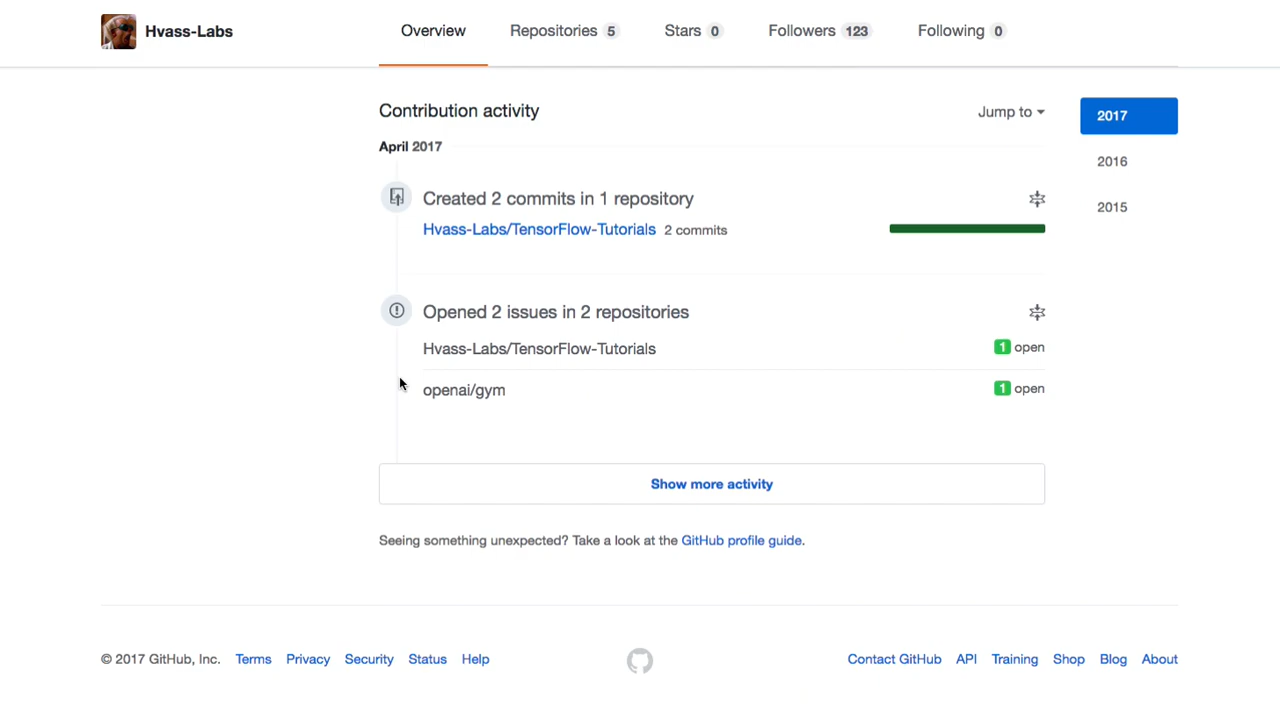 Hvass-Labs
Overview
Repositories 5
Stars 0
Followers 123
Following 0
Contribution activity
Jump to
2017
2016
2015
April 2017
Created 2 commits in 1 repository
Hvass-Labs/TensorFlow-Tutorials 2 commits
Opened 2 issues in 2 repositories
Hvass-Labs/TensorFlow-Tutorials
1 open
openai/gym
1 open
Show more activity
Seeing something unexpected? Take a look at the GitHub profile guide.
© 2017 GitHub, Inc. Terms Privacy Security Status Help
Contact GitHub API Training Shop Blog About